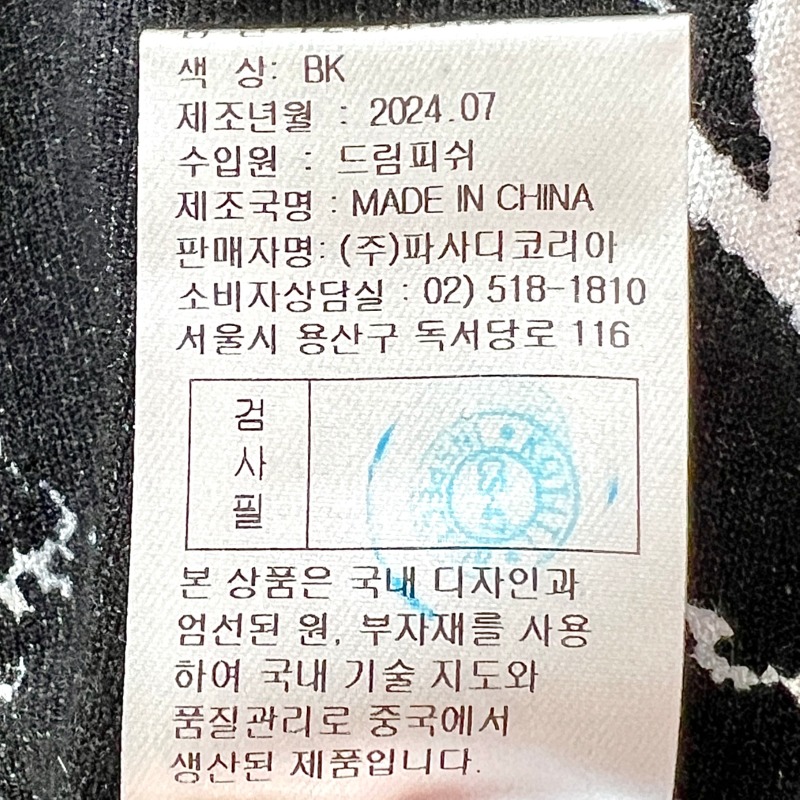 색 상: BK
제조년월 : 2024.07
수입원 : 드림피쉬
제조국명 : MADE IN CHINA
판매자명: (주)파사디코리아
소비자상담실 : 02) 518-1810
서울시 용산구 독서당로 116
검
사
필
본 상품은 국내 디자인과
엄선된 원, 부자재를 사용
하여 국내 기술 지도와
품질관리로 중국에서
생산된 제품입니다.